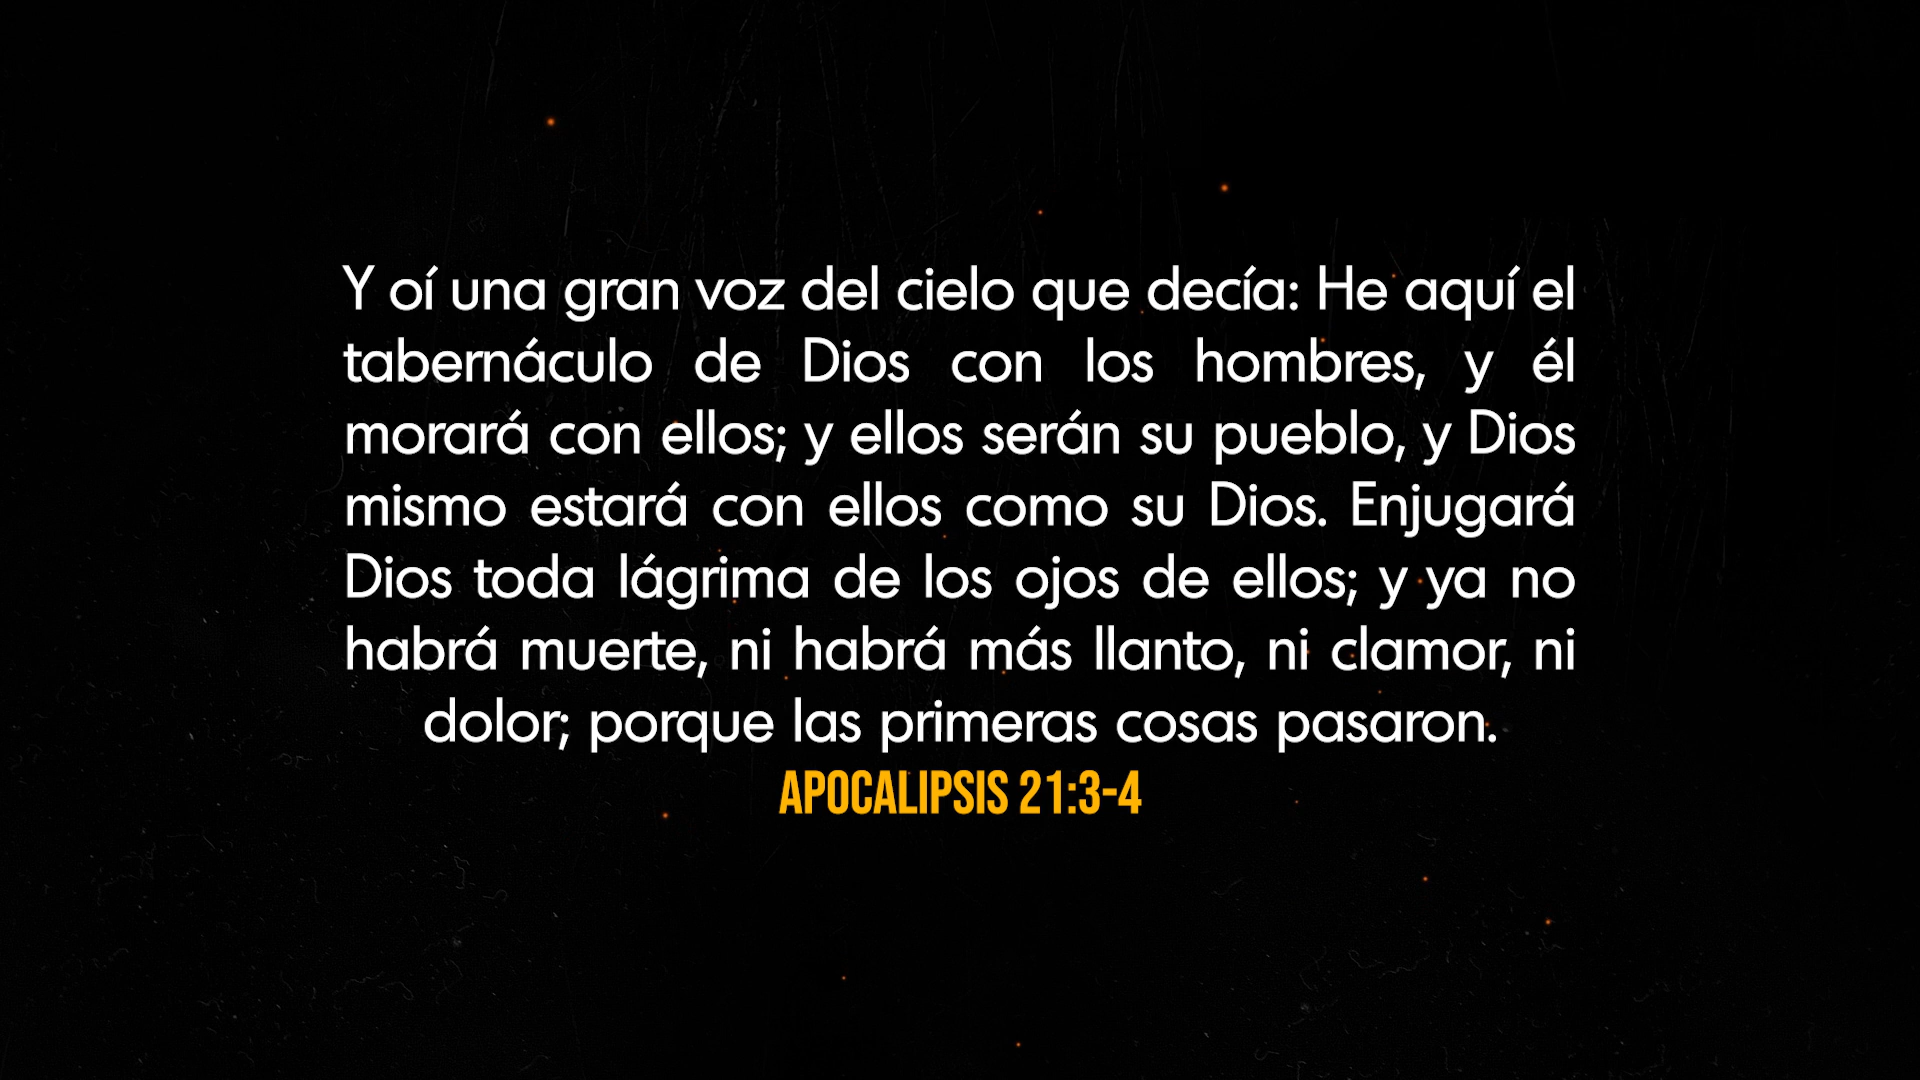 Y oí una gran voz del cielo que decía: He aquí el
tabernáculo de Dios con los hombres, y él
morará con ellos; y ellos serán su pueblo, y Dios
mismo estará con ellos como su Dios. Enjugará
Dios toda lágrima de los ojos de ellos; y ya no
habrá muerte, ni habrá más llanto, ni clamor, ni
dolor; porque las primeras cosas pasaron.
APOCALIPSIS 21:3-4